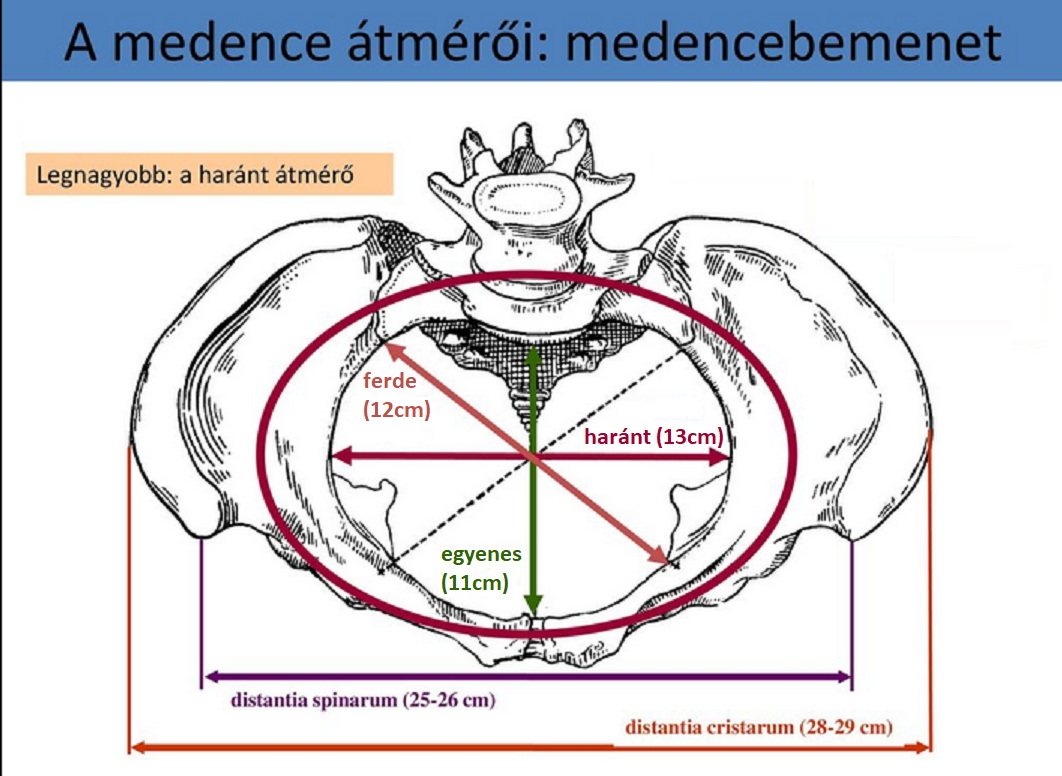 A medence átmérői: medencebemenet
Legnagyobb: a haránt átmérő
ferde
(12cm)
haránt (13cm)
egyenes
(11cm)
distantia spinarum (25-26 cm)
distantia cristarum (28-29 cm)